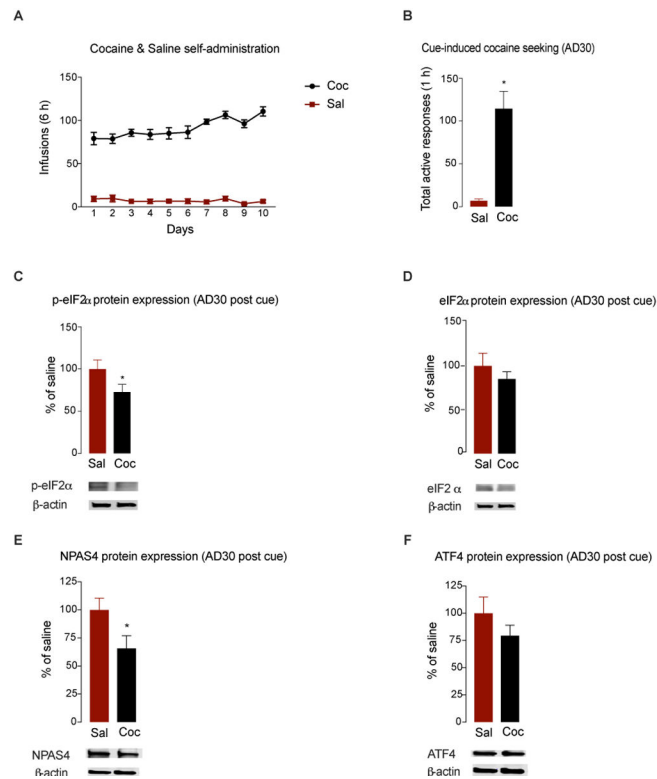 A
Cocaine & Saline self-administration
150
100
50
0
Infusions (6 h)
1 2 3 4 5 6 7 8 9 10
Days
Coc
Sal
B
Cue-induced cocaine seeking (AD30)
150
100
50
0
Total active responses (1 h)
*
Sal Coc
C
p-eIF2α protein expression (AD30 post cue)
150
100
50
0
% of saline
*
Sal Coc
p-eIF2α
β-actin
D
eIF2α protein expression (AD30 post cue)
150
100
50
0
% of saline
Sal Coc
eIF2 α
β-actin
E
NPAS4 protein expression (AD30 post cue)
125
100
75
50
25
0
% of saline
*
Sal Coc
NPAS4
β-actin
F
ATF4 protein expression (AD30 post cue)
125
100
75
50
25
0
% of saline
Sal Coc
ATF4
β-actin